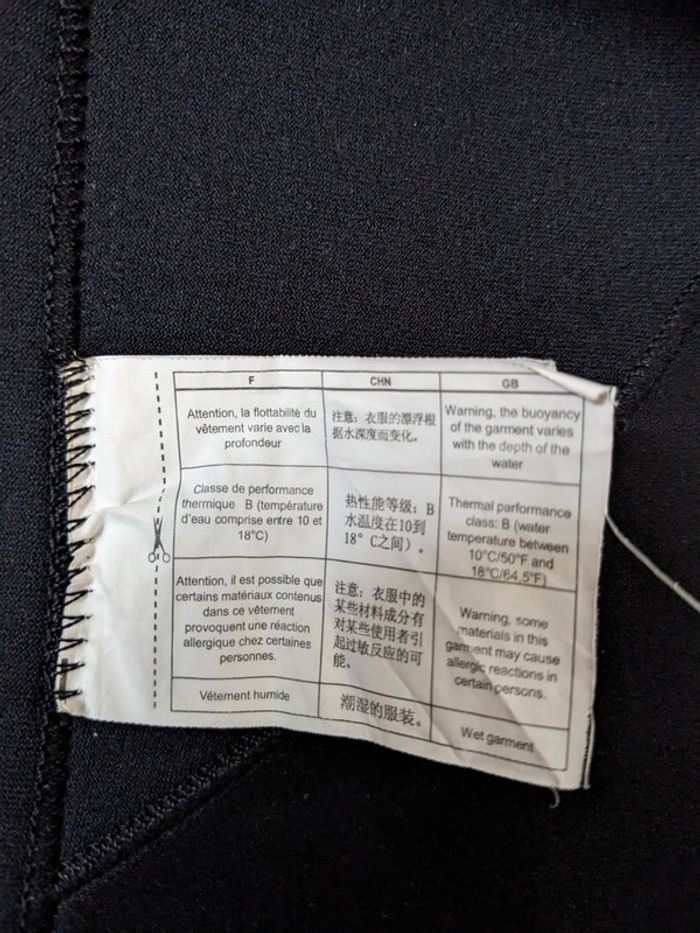 F
CHN
GB
Attention, la flottabilité du
vêtement varie avec la
profondeur
注意：衣服的漂浮根
据水深度而变化。
Warning, the buoyancy
of the garment varies
with the depth of the
water
Classe de performance
thermique B (température
d'eau comprise entre 10 et
18°C)
热性能等级：B
水温度在10到
18° C之间）。
Thermal performance
class: B (water
temperature between
10°C/50°F and
18°C/64.5°F)
Attention, il est possible que
certains matériaux contenus
dans ce vêtement
provoquent une réaction
allergique chez certaines
personnes.
注意：衣服中的
某些材料成分有
对某些使用者引
起过敏反应的可
能。
Warning, some
materials in this
garment may cause
allergic reactions in
certain persons.
Vêtement humide
潮湿的服装。
Wet garment